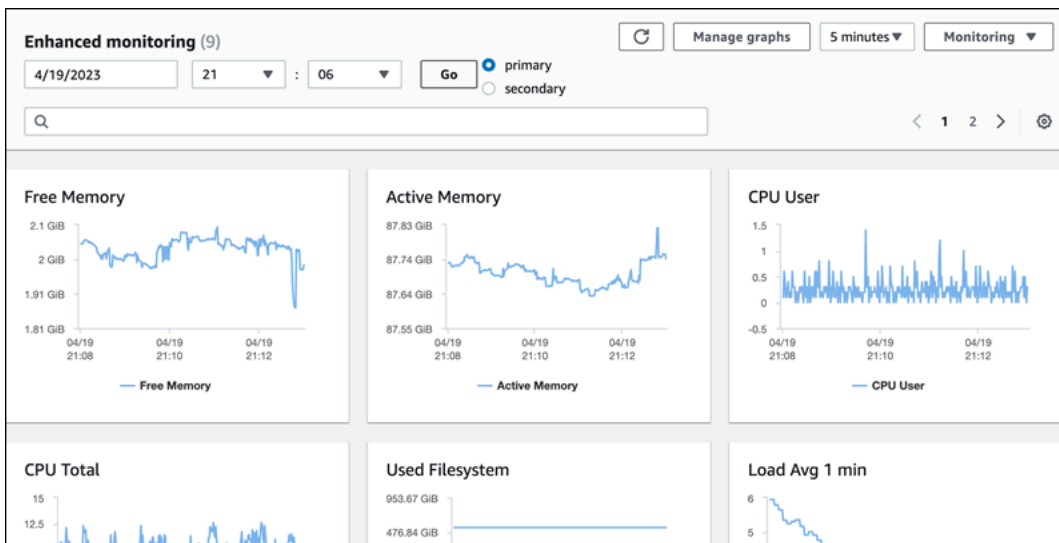 Enhanced monitoring (9)
Manage graphs
5 minutes
Monitoring
4/19/2023
21
:
06
Go
primary
secondary
1 2
Free Memory
2.1 GiB
2 GiB
1.91 GiB
1.81 GiB
04/19 04/19 04/19
21:08 21:10 21:12
Free Memory
Active Memory
87.83 GiB
87.74 GiB
87.64 GiB
87.55 GiB
04/19 04/19 04/19
21:08 21:10 21:12
Active Memory
CPU User
1.5
1
0.5
0
-0.5
04/19 04/19 04/19
21:08 21:10 21:12
CPU User
CPU Total
15
12.5
Used Filesystem
953.67 GiB
476.84 GiB
Load Avg 1 min
6
5